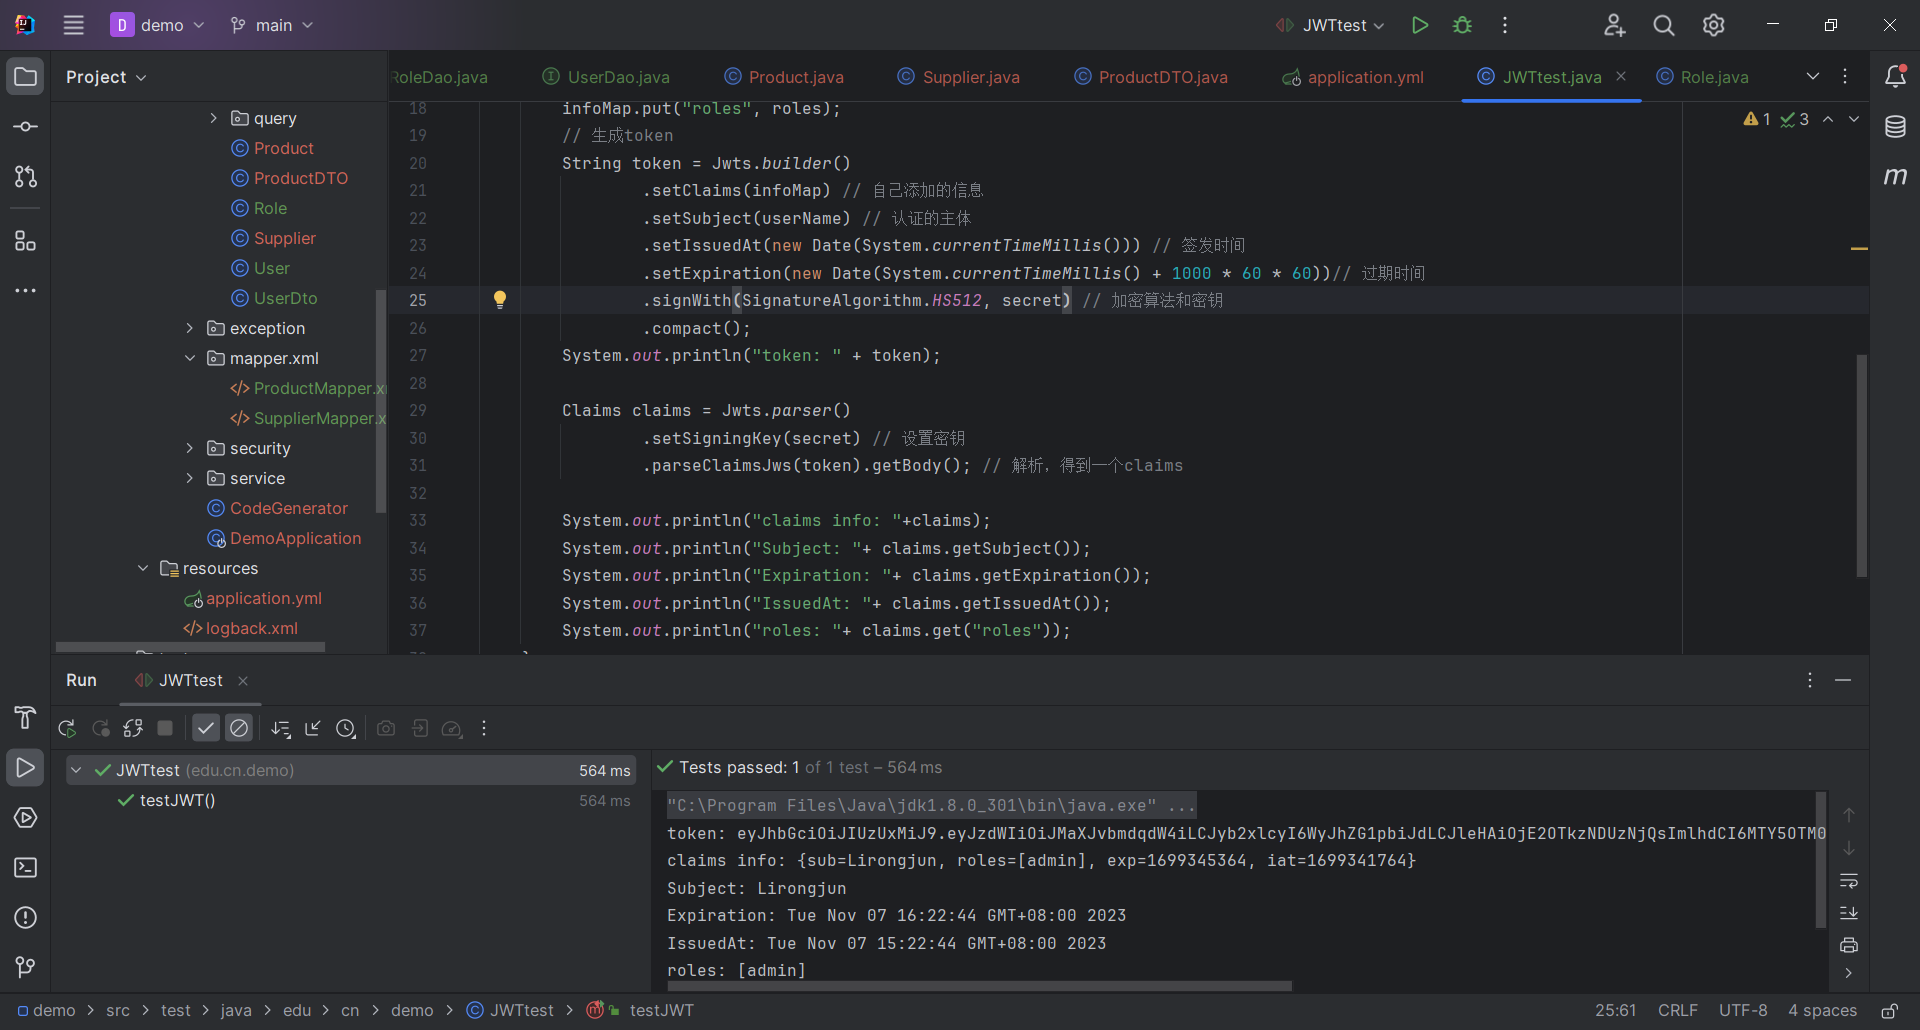 D demo main JWTtest
Project
RoleDao.java UserDao.java Product.java Supplier.java ProductDTO.java application.yml JWTtest.java Role.java
query
Product
ProductDTO
Role
Supplier
User
UserDto
exception
mapper.xml
ProductMapper.x
SupplierMapper.x
security
service
CodeGenerator
DemoApplication
resources
application.yml
logback.xml
1 3
18 infoMap.put("roles", roles);
19 // 生成token
20 String token = Jwts.builder()
21 .setClaims(infoMap) // 自己添加的信息
22 .setSubject(userName) // 认证的主体
23 .setIssuedAt(new Date(System.currentTimeMillis())) // 签发时间
24 .setExpiration(new Date(System.currentTimeMillis() + 1000 * 60 * 60))// 过期时间
25 .signWith(SignatureAlgorithm.HS512, secret) // 加密算法和密钥
26 .compact();
27 System.out.println("token: " + token);
28
29 Claims claims = Jwts.parser()
30 .setSigningKey(secret) // 设置密钥
31 .parseClaimsJws(token).getBody(); // 解析，得到一个claims
32
33 System.out.println("claims info: "+claims);
34 System.out.println("Subject: "+ claims.getSubject());
35 System.out.println("Expiration: "+ claims.getExpiration());
36 System.out.println("IssuedAt: "+ claims.getIssuedAt());
37 System.out.println("roles: "+ claims.get("roles"));
m
Run JWTtest
JWTtest (edu.cn.demo) 564 ms
testJWT() 564 ms
Tests passed: 1 of 1 test – 564 ms
"C:\Program Files\Java\jdk1.8.0_301\bin\java.exe" ...
token: eyJhbGciOiJIUzUxMiJ9.eyJzdWIiOiJMaXJvbmdqdW4iLCJyb2xlcyI6WyJhZG1pbiJdLCJleHAiOjE2OTkzNDUzNjQsImlhdCI6MTY5OTM0
claims info: {sub=Lirongjun, roles=[admin], exp=1699345364, iat=1699341764}
Subject: Lirongjun
Expiration: Tue Nov 07 16:22:44 GMT+08:00 2023
IssuedAt: Tue Nov 07 15:22:44 GMT+08:00 2023
roles: [admin]
demo > src > test > java > edu > cn > demo > JWTtest > testJWT 25:61 CRLF UTF-8 4 spaces